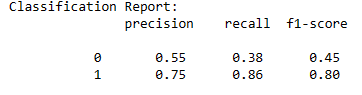 Classification Report:
precision recall f1-score
0 0.55 0.38 0.45
1 0.75 0.86 0.80